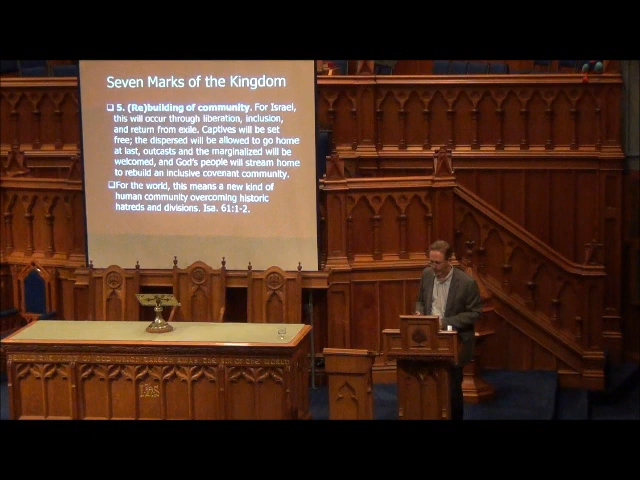 Seven Marks of the Kingdom
❑ 5. (Re)building of community. For Israel,
this will occur through liberation, inclusion,
and return from exile. Captives will be set
free; the dispersed will be allowed to go home
at last, outcasts and the marginalized will be
welcomed, and God's people will stream home
to rebuild an inclusive covenant community.
❑For the world, this means a new kind of
human community overcoming historic
hatreds and divisions. Isa. 61:1-2.